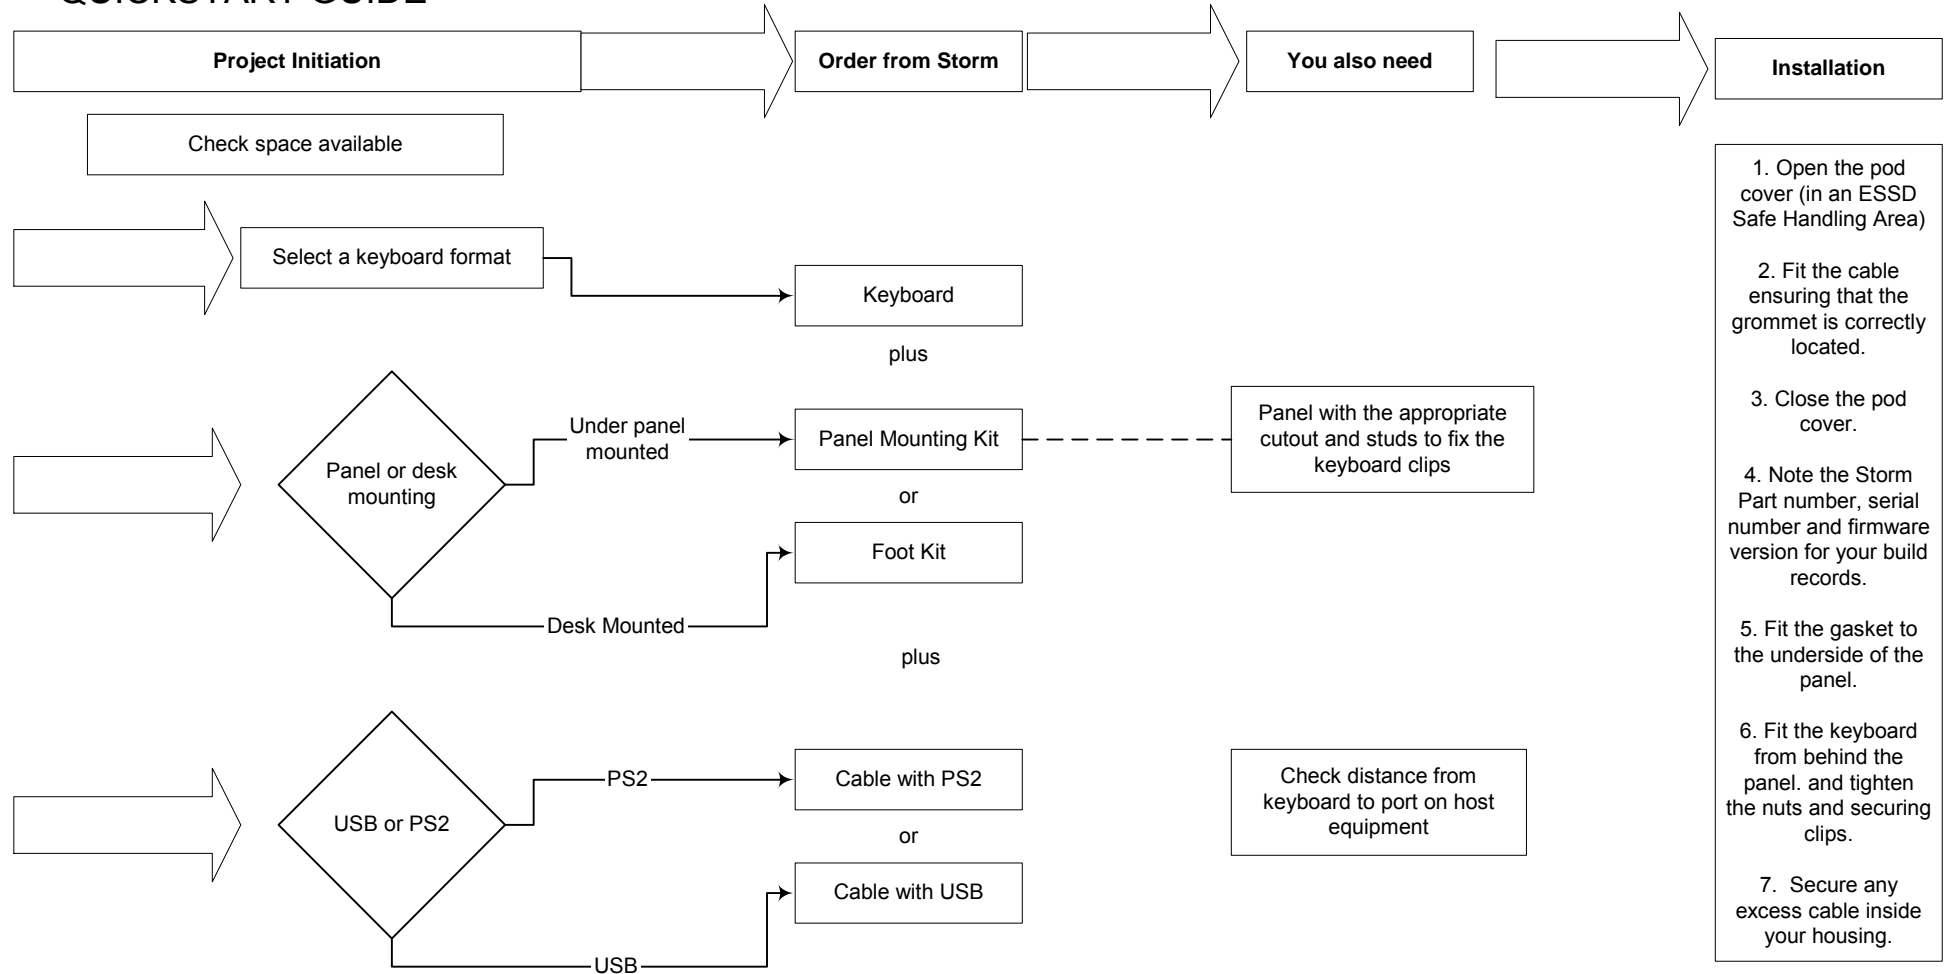 QUICKSTART GUIDE
Project Initiation
Order from Storm
You also need
Installation
Check space available
Select a keyboard format
Keyboard
plus
Panel or desk
mounting
Under panel
mounted
Panel Mounting Kit
Panel with the appropriate
cutout and studs to fix the
keyboard clips
or
Foot Kit
Desk Mounted
plus
USB or PS2
PS2
Cable with PS2
Check distance from
keyboard to port on host
equipment
or
Cable with USB
USB
1. Open the pod
cover (in an ESSD
Safe Handling Area)
2. Fit the cable
ensuring that the
grommet is correctly
located.
3. Close the pod
cover.
4. Note the Storm
Part number, serial
number and firmware
version for your build
records.
5. Fit the gasket to
the underside of the
panel.
6. Fit the keyboard
from behind the
panel. and tighten
the nuts and securing
clips.
7. Secure any
excess cable inside
your housing.